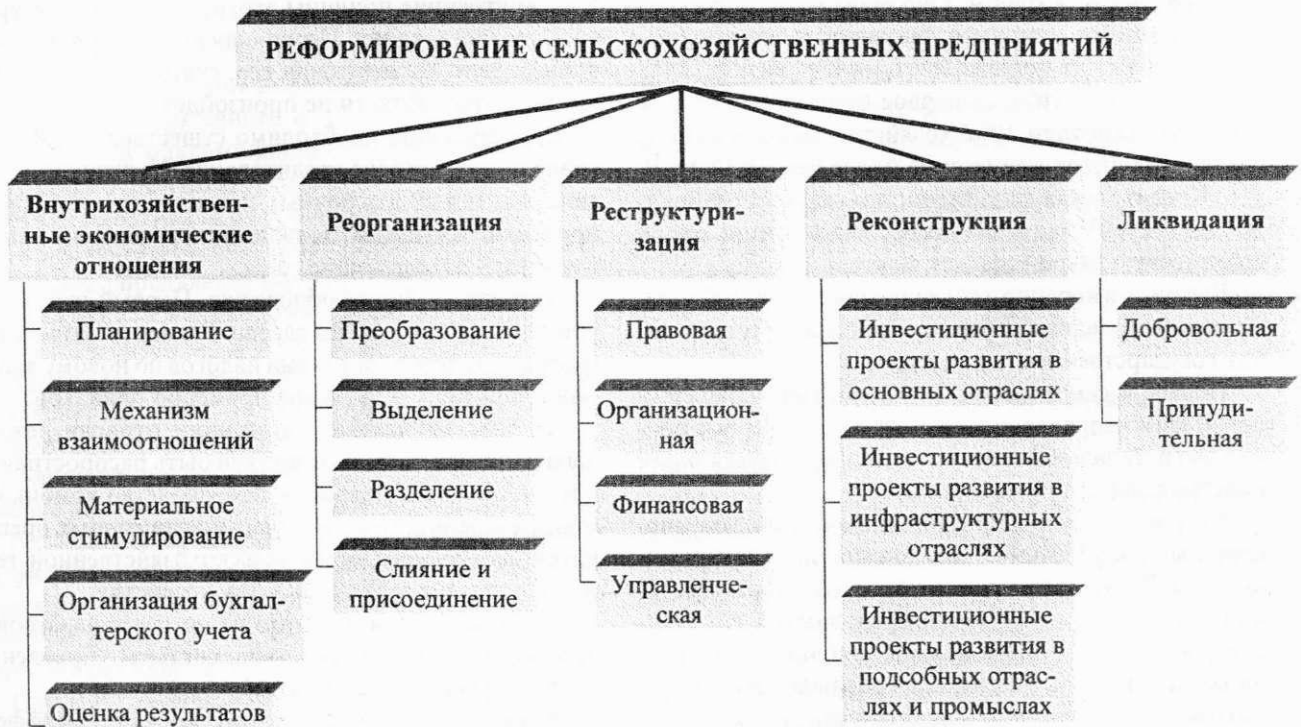 РЕФОРМИРОВАНИЕ СЕЛЬСКОХОЗЯЙСТВЕННЫХ ПРЕДПРИЯТИЙ
Внутрихозяйствен-
ные экономические
отношения
Планирование
Механизм
взаимоотношений
Материальное
стимулирование
Организация бухгал-
терского учета
Оценка результатов
Реорганизация
Преобразование
Выделение
Разделение
Слияние и
присоединение
Реструктури-
зация
Правовая
Организацион-
ная
Финансовая
Управленче-
ская
Реконструкция
Инвестиционные
проекты развития в
основных отраслях
Инвестиционные
проекты развития в
инфраструктурных
отраслях
Инвестиционные
проекты развития в
подсобных отрас-
лях и промыслах
Ликвидация
Добровольная
Принуди-
тельная